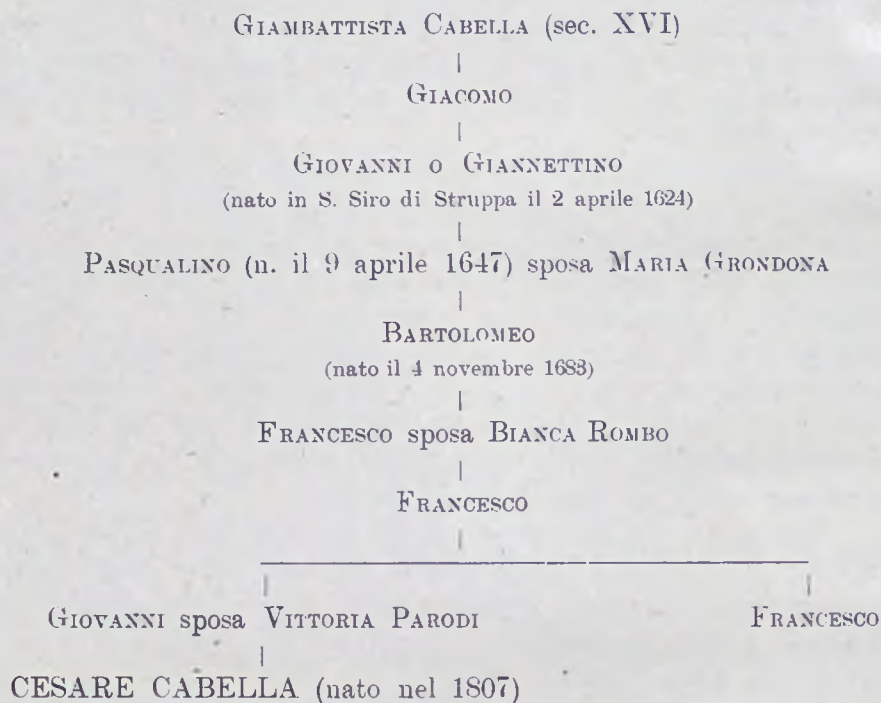 GIAMBATTISTA CABELLA (sec. XVI)
GIACOMO
GIOVANNI O GIANNETTINO
(nato in S. Siro di Struppa il 2 aprile 1624)
PASQUALINO (n. il 9 aprile 1647) sposa MARIA GRONDONA
BARTOLOMEO
(nato il 4 novembre 1683)
FRANCESCO sposa BIANCA ROMBO
FRANCESCO
GIOVANNI sposa VITTORIA PARODI FRANCESCO
CESARE CABELLA (nato nel 1807)